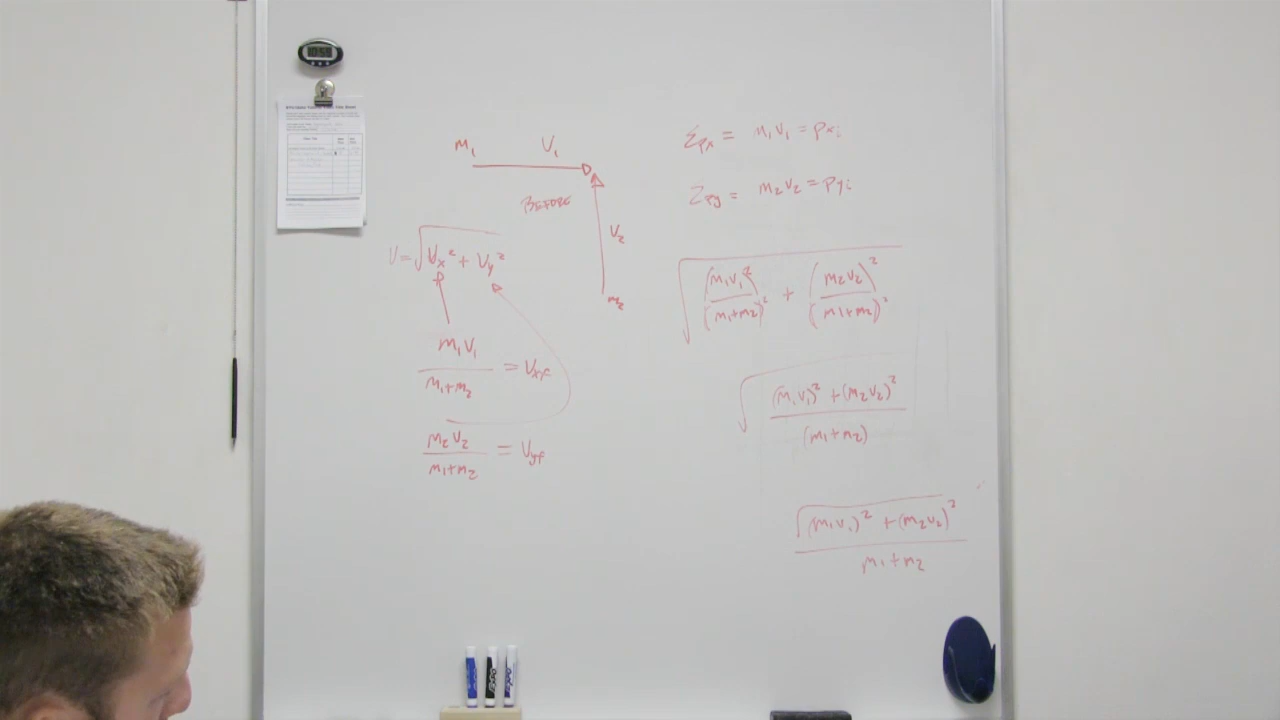 10:59
m₁ V₁
BEFORE
V₂
m₂
V = √(Vx² + Vy²)
m₁V₁ / (m₁+m₂) = Vxf
m₂V₂ / (m₁+m₂) = Vyf
Σpx = m₁V₁ = pxi
Σpy = m₂V₂ = pyi
√((m₁V₁)² / (m₁+m₂)² + (m₂V₂)² / (m₁+m₂)²)
√(((m₁V₁)² + (m₂V₂)²) / (m₁+m₂))
√((m₁V₁)² + (m₂V₂)²) / m₁+m₂